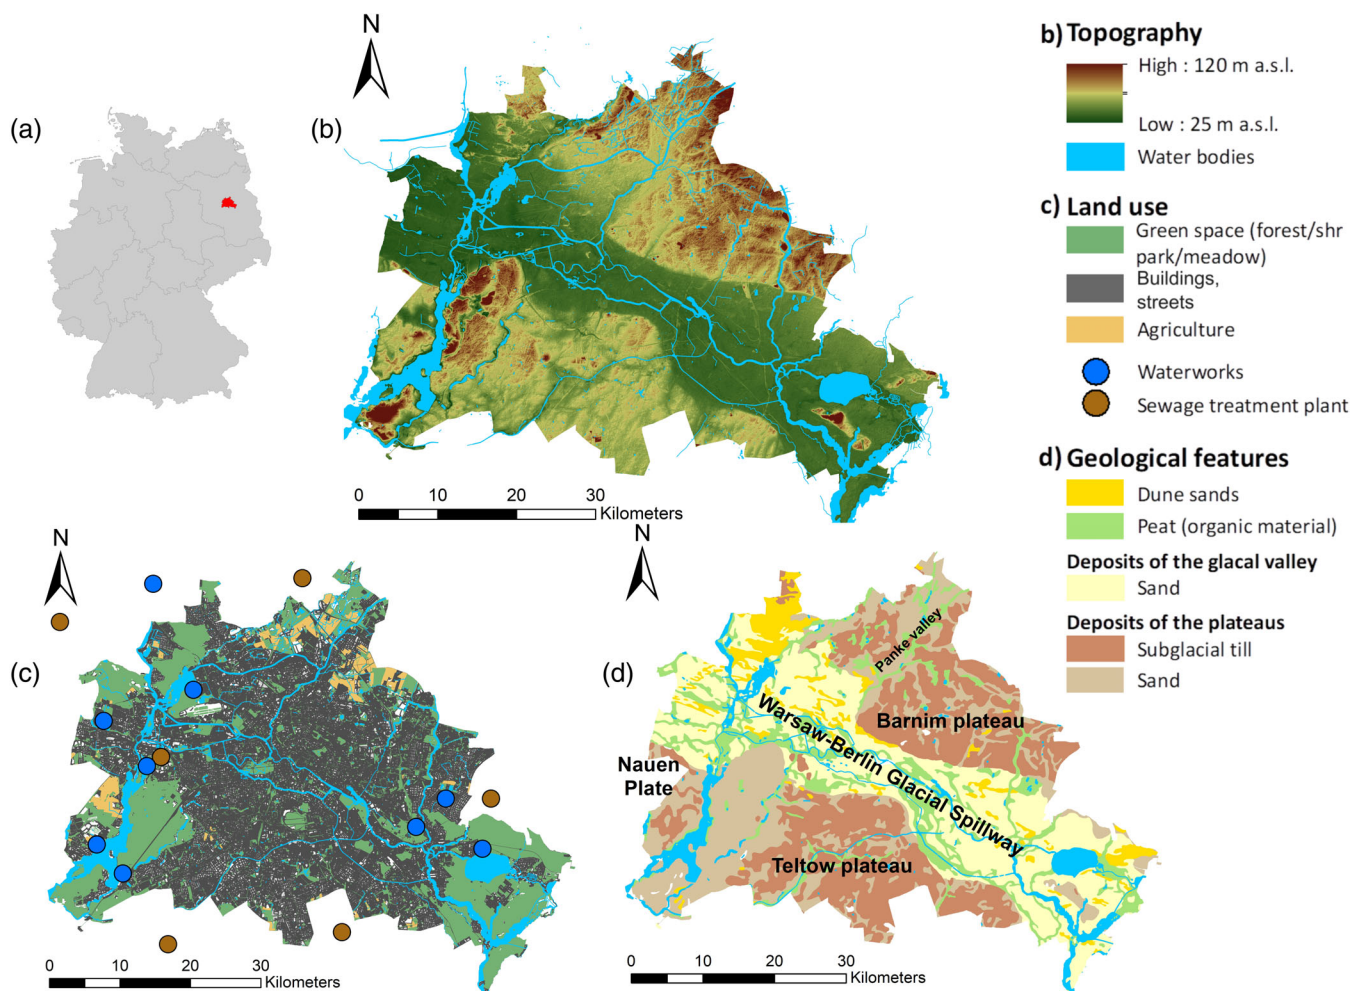 (a)
N
(b)
0 10 20 30
Kilometers
b) Topography
High : 120 m a.s.l.
Low : 25 m a.s.l.
Water bodies
c) Land use
Green space (forest/shr
park/meadow)
Buildings,
streets
Agriculture
Waterworks
Sewage treatment plant
d) Geological features
Dune sands
Peat (organic material)
Deposits of the glacal valley
Sand
Deposits of the plateaus
Subglacial till
Sand
N
(c)
0 10 20 30
Kilometers
N
(d)
Panke valley
Barnim plateau
Warsaw-Berlin Glacial Spillway
Nauen
Plate
Teltow plateau
0 10 20 30
Kilometers